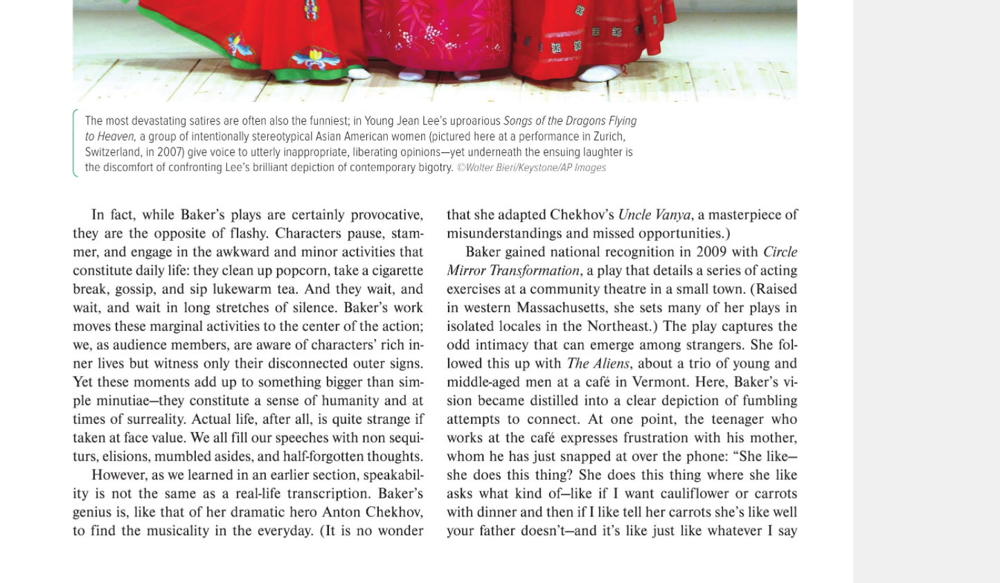 The most devastating satires are often also the funniest; in Young Jean Lee's uproarious Songs of the Dragons Flying
to Heaven, a group of intentionally stereotypical Asian American women (pictured here at a performance in Zurich,
Switzerland, in 2007) give voice to utterly inappropriate, liberating opinions—yet underneath the ensuing laughter is
the discomfort of confronting Lee's brilliant depiction of contemporary bigotry. ©Walter Bieri/Keystone/AP Images
In fact, while Baker's plays are certainly provocative,
they are the opposite of flashy. Characters pause, stam-
mer, and engage in the awkward and minor activities that
constitute daily life: they clean up popcorn, take a cigarette
break, gossip, and sip lukewarm tea. And they wait, and
wait, and wait in long stretches of silence. Baker's work
moves these marginal activities to the center of the action;
we, as audience members, are aware of characters' rich in-
ner lives but witness only their disconnected outer signs.
Yet these moments add up to something bigger than sim-
ple minutiae—they constitute a sense of humanity and at
times of surreality. Actual life, after all, is quite strange if
taken at face value. We all fill our speeches with non sequi-
turs, elisions, mumbled asides, and half-forgotten thoughts.
However, as we learned in an earlier section, speakabil-
ity is not the same as a real-life transcription. Baker's
genius is, like that of her dramatic hero Anton Chekhov,
to find the musicality in the everyday. (It is no wonder
that she adapted Chekhov's Uncle Vanya, a masterpiece of
misunderstandings and missed opportunities.)
Baker gained national recognition in 2009 with Circle
Mirror Transformation, a play that details a series of acting
exercises at a community theatre in a small town. (Raised
in western Massachusetts, she sets many of her plays in
isolated locales in the Northeast.) The play captures the
odd intimacy that can emerge among strangers. She fol-
lowed this up with The Aliens, about a trio of young and
middle-aged men at a café in Vermont. Here, Baker's vi-
sion became distilled into a clear depiction of fumbling
attempts to connect. At one point, the teenager who
works at the café expresses frustration with his mother,
whom he has just snapped at over the phone: "She like—
she does this thing? She does this thing where she like
asks what kind of—like if I want cauliflower or carrots
with dinner and then if I like tell her carrots she's like well
your father doesn't—and it's like just like whatever I say